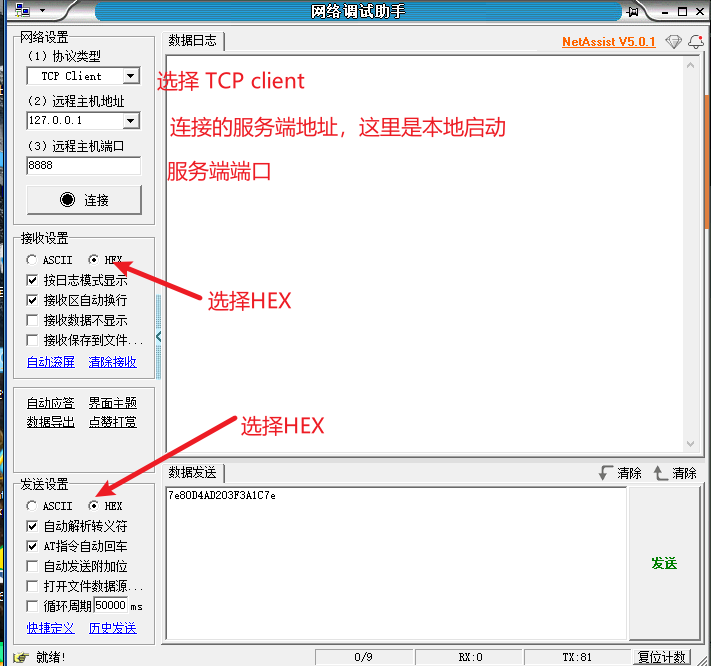 网络调试助手
网络设置
(1) 协议类型
TCP Client
(2) 远程主机地址
127.0.0.1
(3) 远程主机端口
8888
连接
接收设置
ASCII HEX
按日志模式显示
接收区自动换行
接收数据不显示
接收保存到文件...
自动滚屏 清除接收
自动应答 界面主题
数据导出 点赞打赏
发送设置
ASCII HEX
自动解析转义符
AT指令自动回车
自动发送附加位
打开文件数据源...
循环周期 50000 ms
快捷定义 历史发送
数据日志
NetAssist V5.0.1
选择 TCP client
连接的服务端地址，这里是本地启动
服务端端口
选择HEX
选择HEX
数据发送
清除 清除
7e80D4AD203F3A1C7e
发送
就绪!
0/9
RX:0
TX:81
复位计数